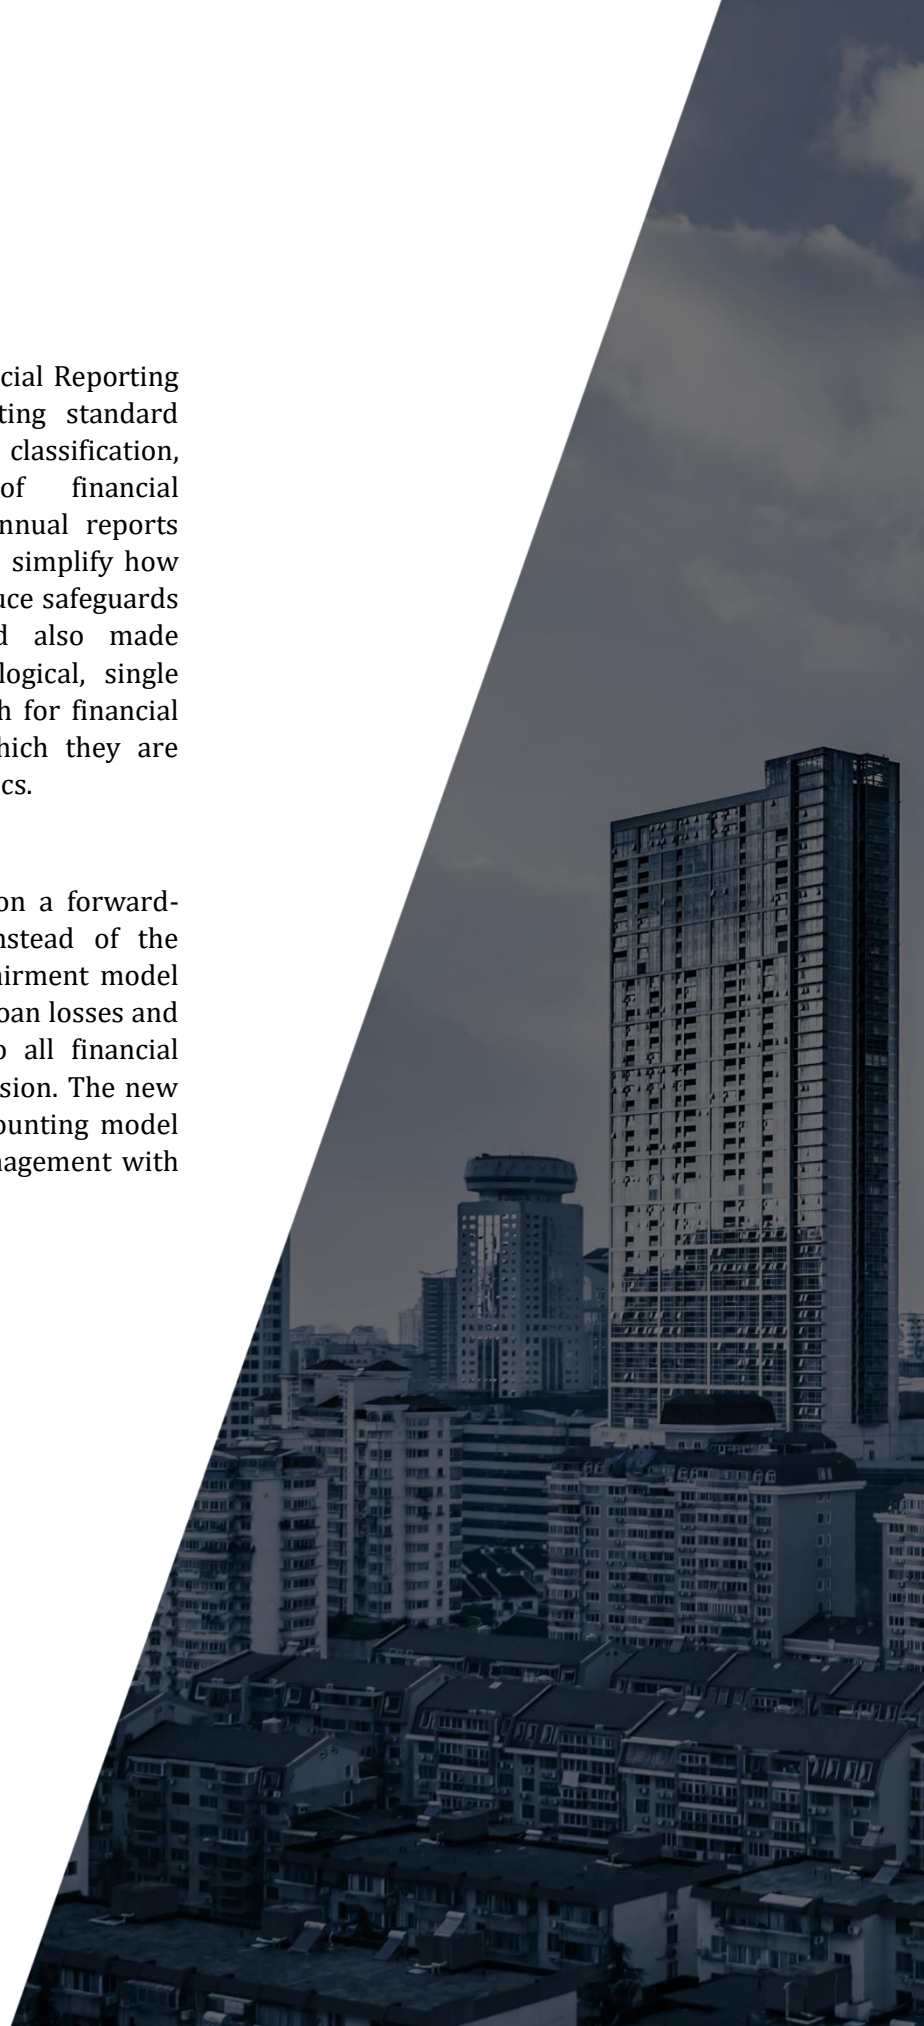 cial Reporting
ting standard
classification,
of financial
nnual reports
simplify how
uce safeguards
d also made
logical, single
h for financial
hich they are
cs.
on a forward-
nstead of the
airment model
oan losses and
o all financial
sion. The new
ounting model
nagement with